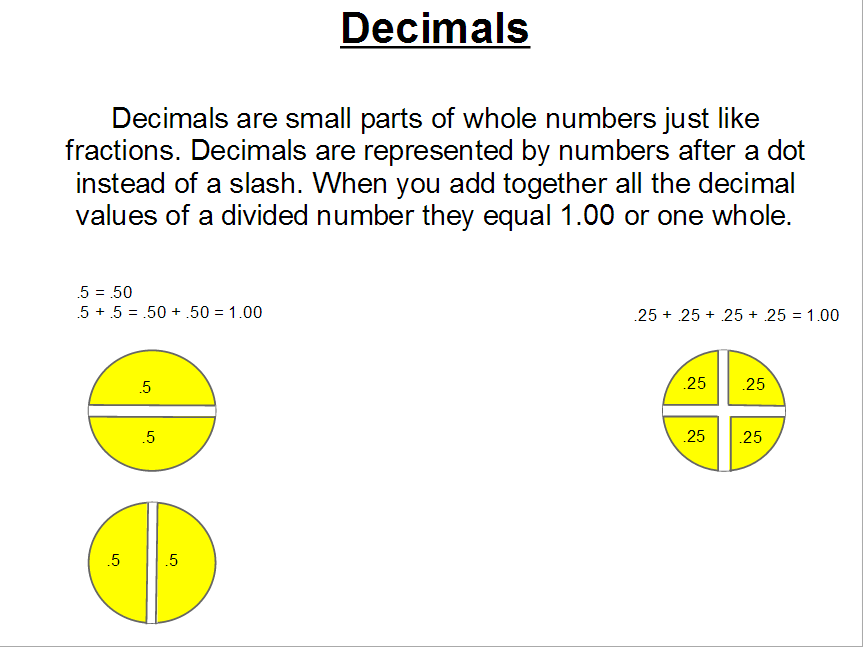 Decimals
Decimals are small parts of whole numbers just like
fractions. Decimals are represented by numbers after a dot
instead of a slash. When you add together all the decimal
values of a divided number they equal 1.00 or one whole.
.5 = .50
.5 + .5 = .50 + .50 = 1.00
.25 + .25 + .25 + .25 = 1.00
.5
.5
.25 .25
.25 .25
.5 .5